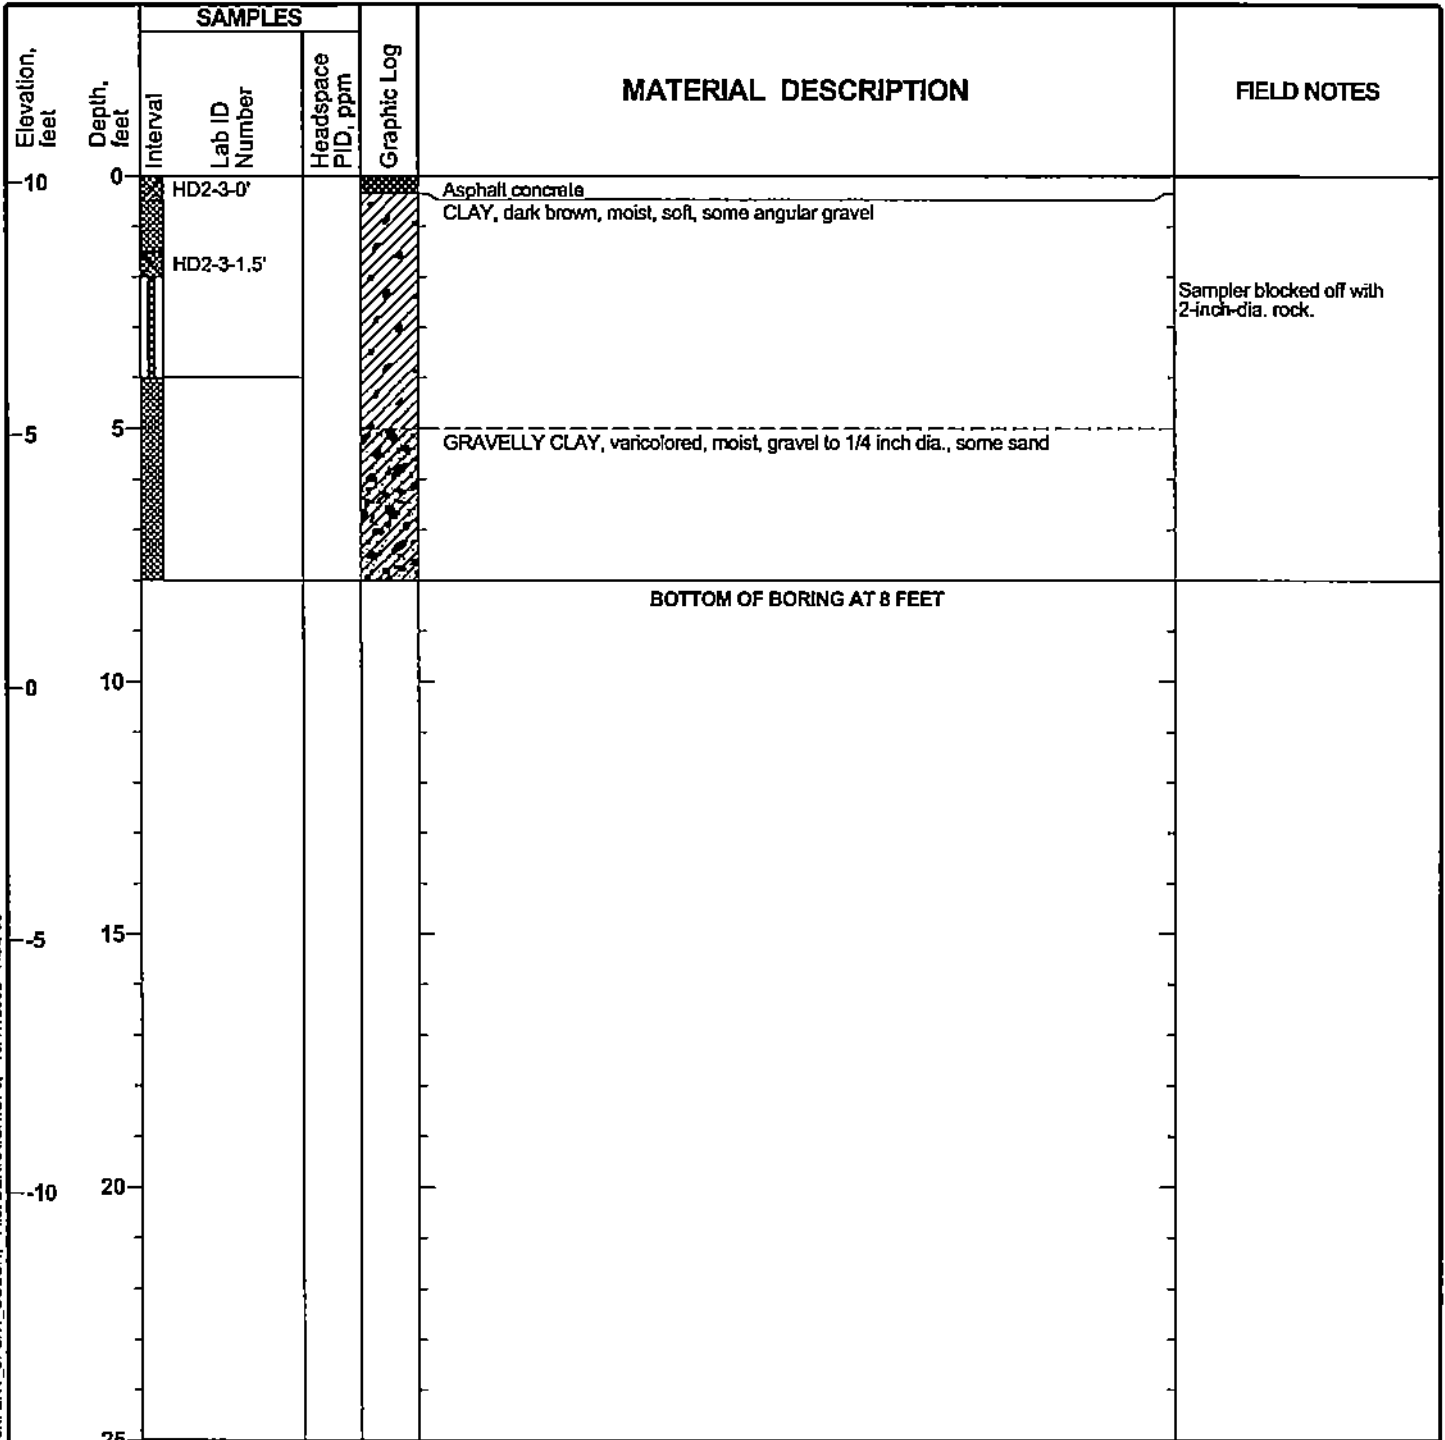 SAMPLES
Elevation,
feet
Depth,
feet
Interval
Lab ID
Number
Headspace
PID, ppm
Graphic Log
MATERIAL DESCRIPTION
FIELD NOTES
10
0
HD2-3-0'
Asphalt concrete
CLAY, dark brown, moist, soft, some angular gravel
HD2-3-1.5'
Sampler blocked off with
2-inch-dia. rock.
5
5
GRAVELLY CLAY, varicolored, moist, gravel to 1/4 inch dia., some sand
BOTTOM OF BORING AT 8 FEET
0
10
-5
15
-10
20
25